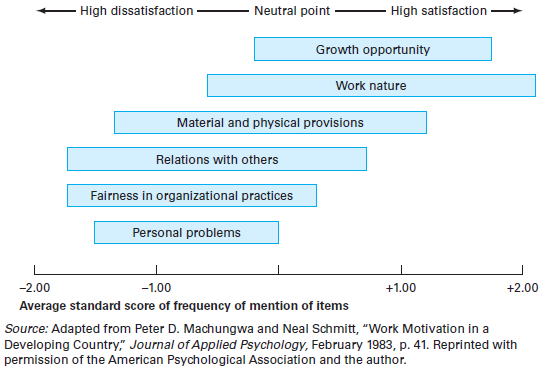 High dissatisfaction Neutral point High satisfaction
Growth opportunity
Work nature
Material and physical provisions
Relations with others
Fairness in organizational practices
Personal problems
–2.00 –1.00 +1.00 +2.00
Average standard score of frequency of mention of items
Source: Adapted from Peter D. Machungwa and Neal Schmitt, “Work Motivation in a
Developing Country,” Journal of Applied Psychology, February 1983, p. 41. Reprinted with
permission of the American Psychological Association and the author.